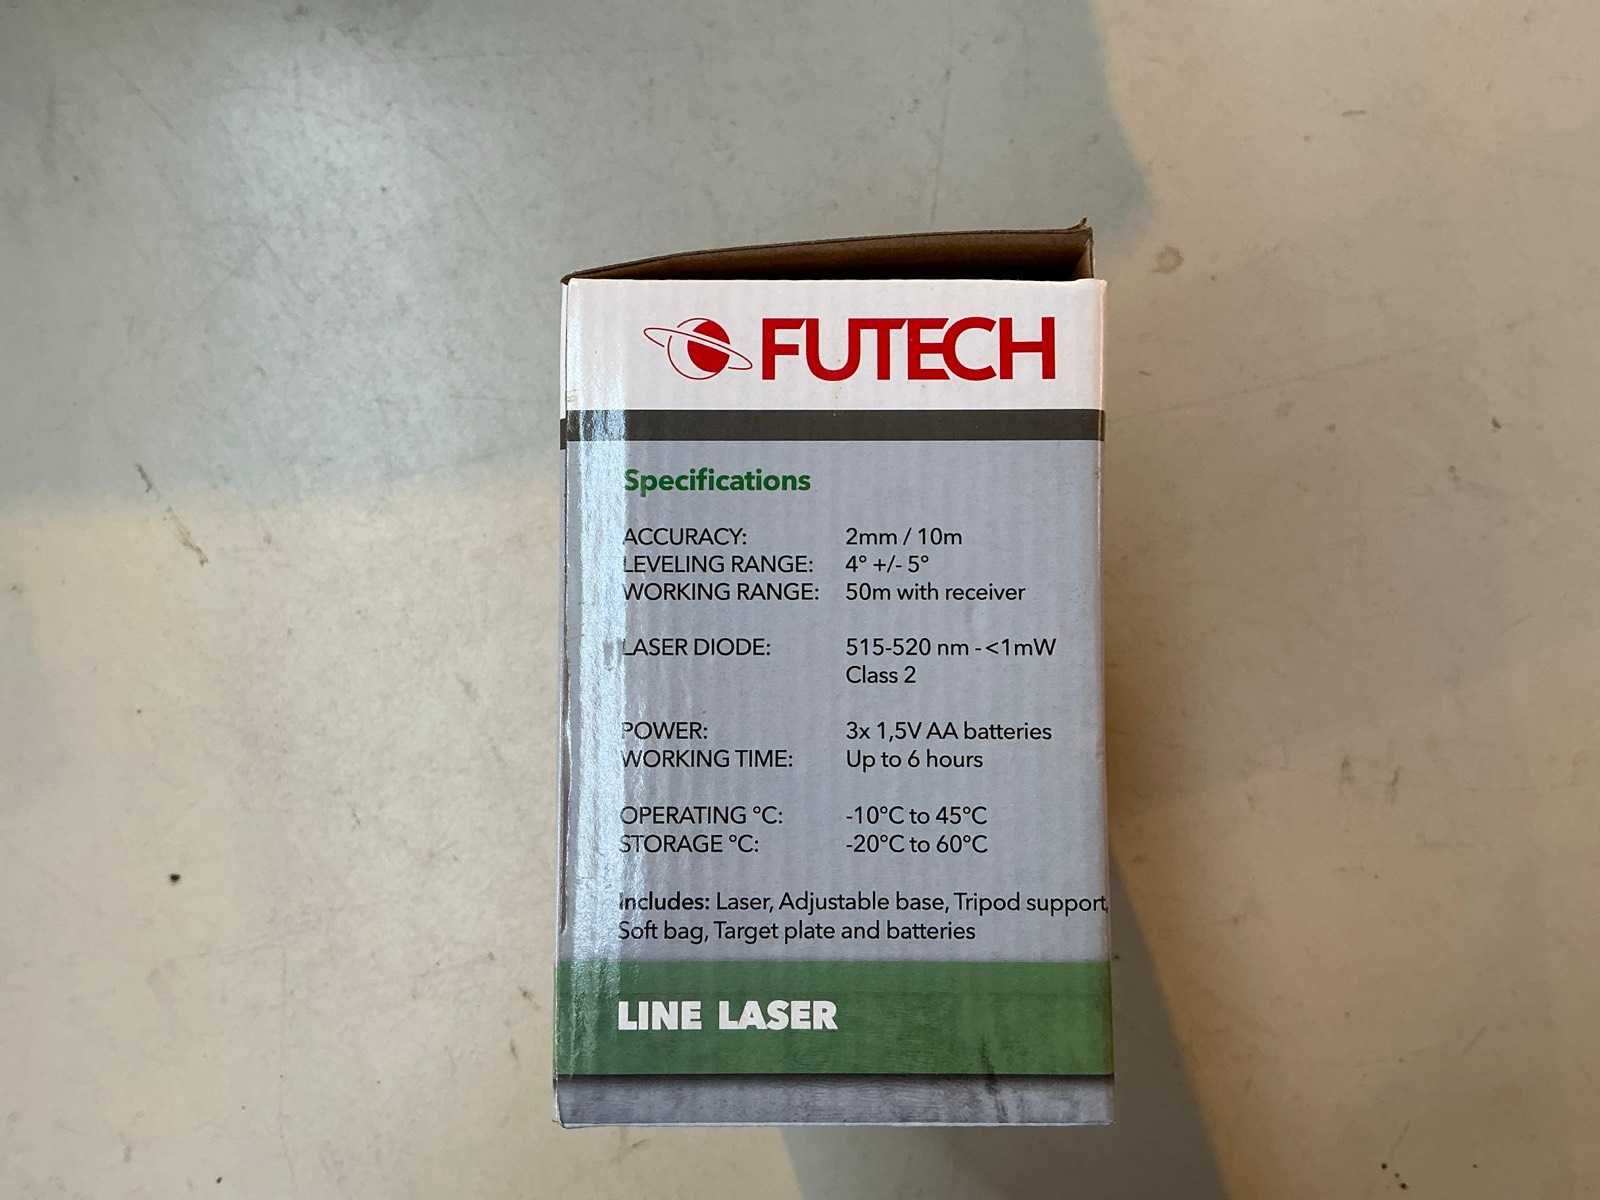 FUTECH
Specifications
ACCURACY: 2mm / 10m
LEVELING RANGE: 4° +/- 5°
WORKING RANGE: 50m with receiver
LASER DIODE: 515-520 nm - <1mW
Class 2
POWER: 3x 1,5V AA batteries
WORKING TIME: Up to 6 hours
OPERATING °C: -10°C to 45°C
STORAGE °C: -20°C to 60°C
Includes: Laser, Adjustable base, Tripod support,
Soft bag, Target plate and batteries
LINE LASER